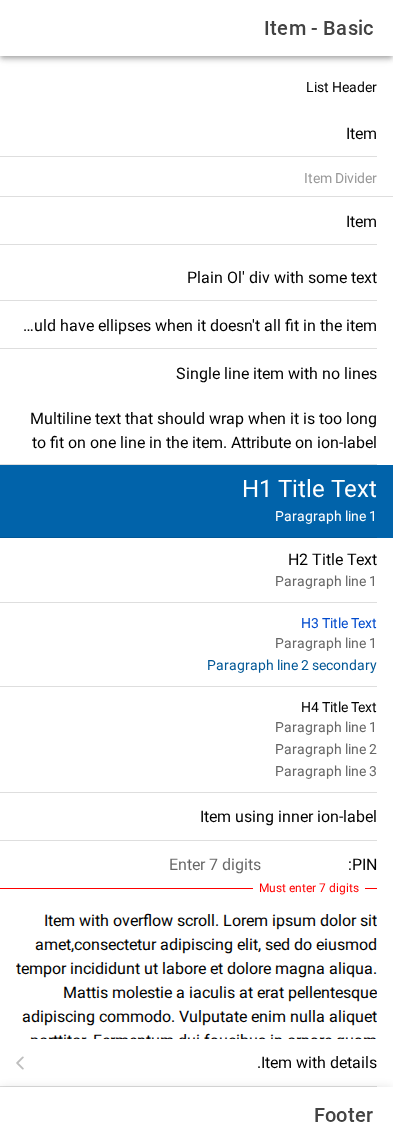 Item - Basic
List Header
Item
Item Divider
Item
Plain Ol' div with some text
...uld have ellipses when it doesn't all fit in the item
Single line item with no lines
Multiline text that should wrap when it is too long
to fit on one line in the item. Attribute on ion-label
H1 Title Text
Paragraph line 1
H2 Title Text
Paragraph line 1
H3 Title Text
Paragraph line 1
Paragraph line 2 secondary
H4 Title Text
Paragraph line 1
Paragraph line 2
Paragraph line 3
Item using inner ion-label
:PIN Enter 7 digits
Must enter 7 digits
Item with overflow scroll. Lorem ipsum dolor sit
amet,consectetur adipiscing elit, sed do eiusmod
tempor incididunt ut labore et dolore magna aliqua.
Mattis molestie a iaculis at erat pellentesque
adipiscing commodo. Vulputate enim nulla aliquet
porttitor. Fermentum dui faucibus in ornare quam
.Item with details
Footer